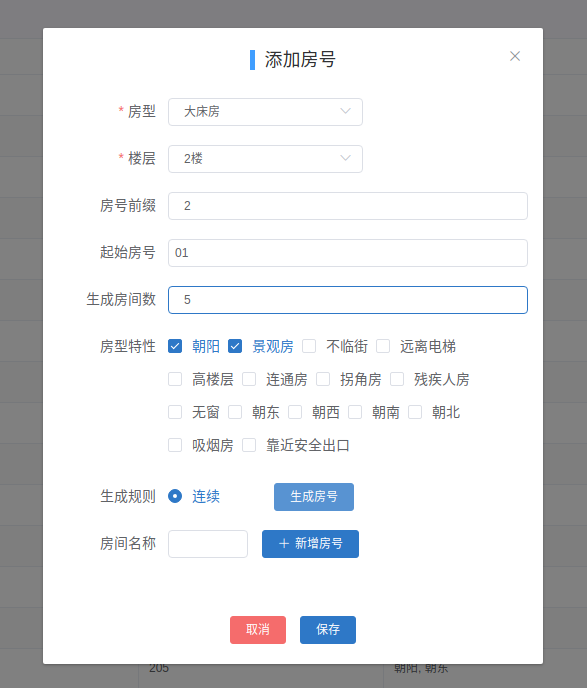 添加房号
* 房型 大床房
* 楼层 2楼
房号前缀 2
起始房号 01
生成房间数 5
房型特性 朝阳 景观房 不临街 远离电梯
高楼层 连通房 拐角房 残疾人房
无窗 朝东 朝西 朝南 朝北
吸烟房 靠近安全出口
生成规则 连续 生成房号
房间名称 + 新增房号
取消 保存
205 朝阳, 朝东